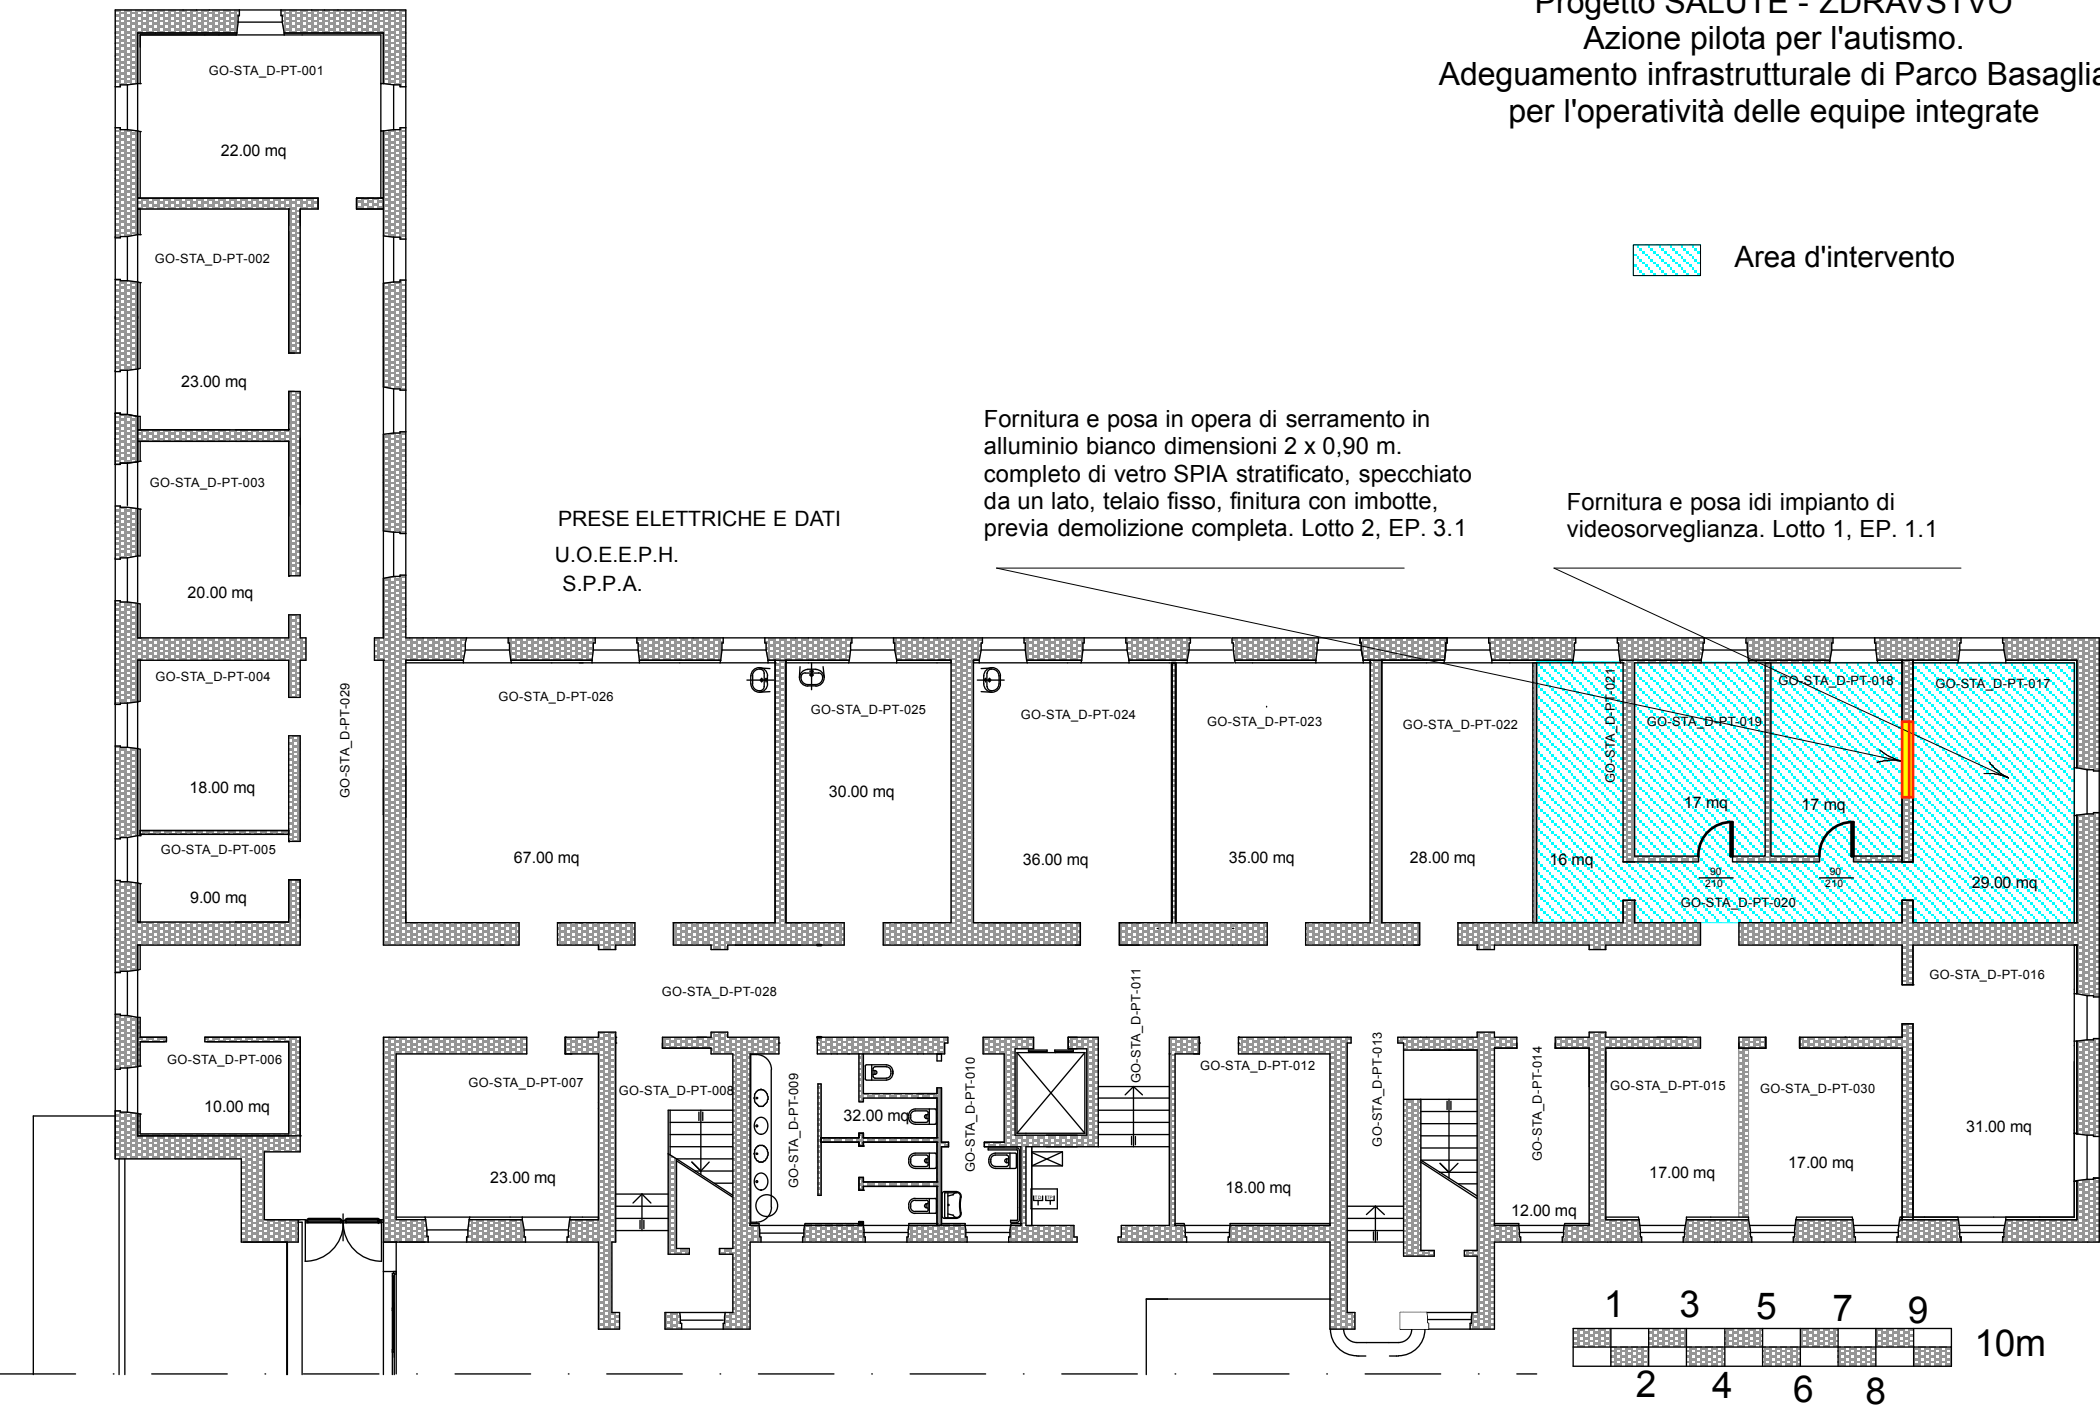 Progetto SALUTE - ZDRAVSTVO
Azione pilota per l'autismo.
Adeguamento infrastrutturale di Parco Basaglia
per l'operatività delle equipe integrate
Area d'intervento
Fornitura e posa in opera di serramento in
alluminio bianco dimensioni 2 x 0,90 m.
completo di vetro SPIA stratificato, specchiato
da un lato, telaio fisso, finitura con imbotte,
previa demolizione completa. Lotto 2, EP. 3.1
Fornitura e posa idi impianto di
videosorveglianza. Lotto 1, EP. 1.1
PRESE ELETTRICHE E DATI
U.O.E.E.P.H.
S.P.P.A.
GO-STA_D-PT-001
22.00 mq
GO-STA_D-PT-002
23.00 mq
GO-STA_D-PT-003
20.00 mq
GO-STA_D-PT-004
18.00 mq
GO-STA_D-PT-005
9.00 mq
GO-STA_D-PT-029
GO-STA_D-PT-026
67.00 mq
GO-STA_D-PT-025
30.00 mq
GO-STA_D-PT-024
36.00 mq
GO-STA_D-PT-023
35.00 mq
GO-STA_D-PT-022
28.00 mq
GO-STA_D-PT-021
16 mq
GO-STA_D-PT-019
17 mq
90
210
GO-STA_D-PT-018
17 mq
90
210
GO-STA_D-PT-020
GO-STA_D-PT-017
29.00 mq
GO-STA_D-PT-028
GO-STA_D-PT-006
10.00 mq
GO-STA_D-PT-007
23.00 mq
GO-STA_D-PT-008
GO-STA_D-PT-009
32.00 mq
GO-STA_D-PT-010
GO-STA_D-PT-011
GO-STA_D-PT-012
18.00 mq
GO-STA_D-PT-013
GO-STA_D-PT-014
12.00 mq
GO-STA_D-PT-015
17.00 mq
GO-STA_D-PT-030
17.00 mq
GO-STA_D-PT-016
31.00 mq
1 3 5 7 9
10m
2 4 6 8